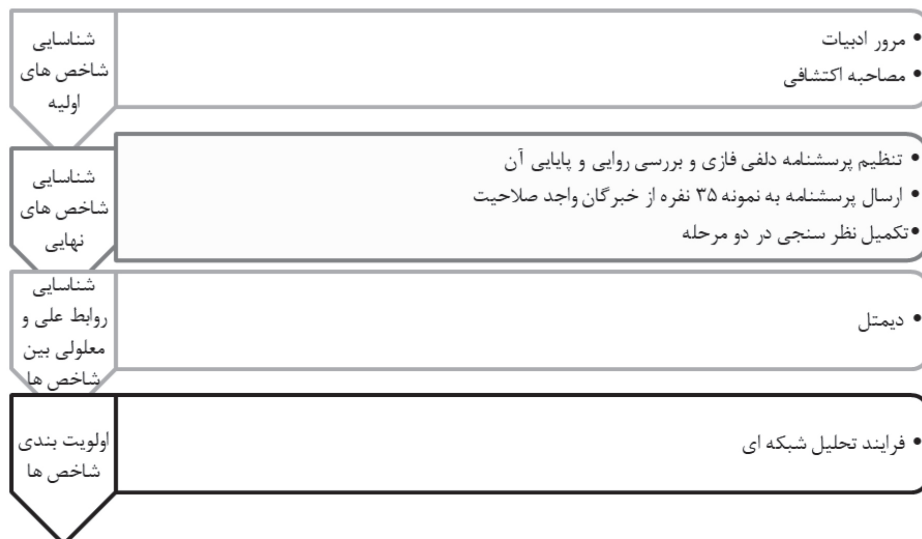 شناسایی
شاخص های
اولیه
• مرور ادبیات
• مصاحبه اکتشافی
شناسایی
شاخص های
نهایی
• تنظیم پرسشنامه دلفی فازی و بررسی روایی و پایایی آن
• ارسال پرسشنامه به نمونه ۳۵ نفره از خبرگان واجد صلاحیت
•تکمیل نظر سنجی در دو مرحله
شناسایی
روابط علی و
معلولی بین
شاخص ها
• دیمتل
اولویت بندی
شاخص ها
• فرایند تحلیل شبکه ای